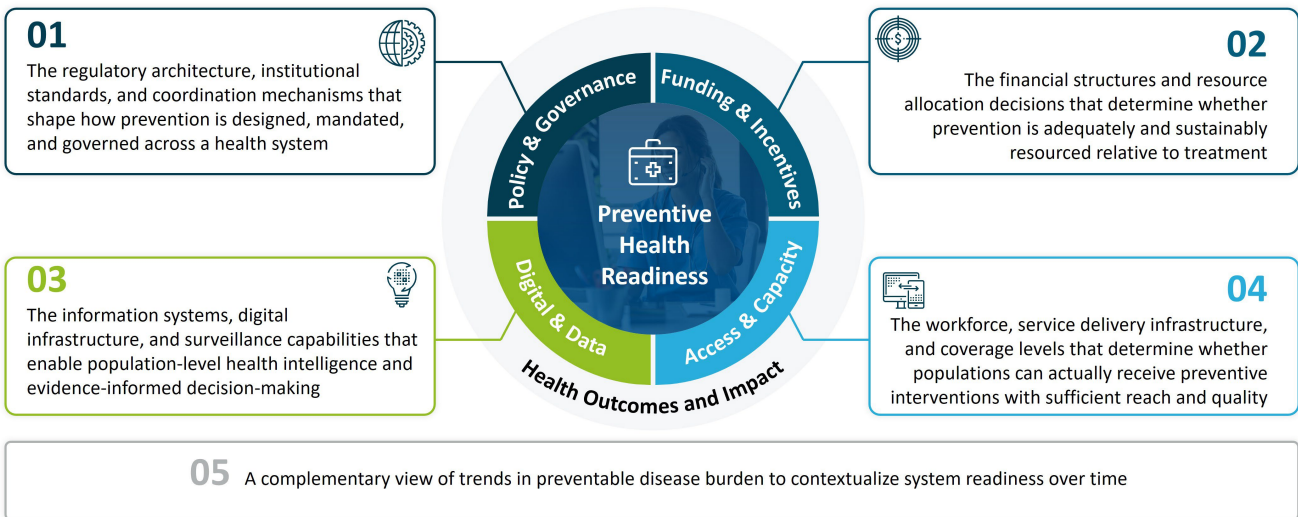 01
The regulatory architecture, institutional
standards, and coordination mechanisms that
shape how prevention is designed, mandated,
and governed across a health system
02
The financial structures and resource
allocation decisions that determine whether
prevention is adequately and sustainably
resourced relative to treatment
Policy & Governance
Funding & Incentives
Preventive
Health
Readiness
Digital & Data
Access & Capacity
Health Outcomes and Impact
03
The information systems, digital
infrastructure, and surveillance capabilities that
enable population-level health intelligence and
evidence-informed decision-making
04
The workforce, service delivery infrastructure,
and coverage levels that determine whether
populations can actually receive preventive
interventions with sufficient reach and quality
05 A complementary view of trends in preventable disease burden to contextualize system readiness over time